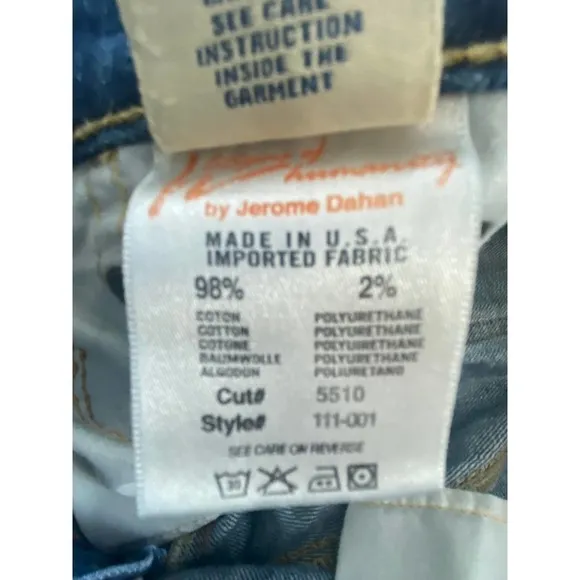 SEE CARE
INSTRUCTION
INSIDE THE
GARMENT
humanity
by Jerome Dahan
MADE IN U.S.A.
IMPORTED FABRIC
98% 2%
COTON POLYURETHANE
COTTON POLYURETHANE
COTONE POLYURETHANE
BAUMWOLLE POLYURETHANE
ALGODON POLIURETANO
Cut# 5510
Style# 111-001
SEE CARE ON REVERSE
30